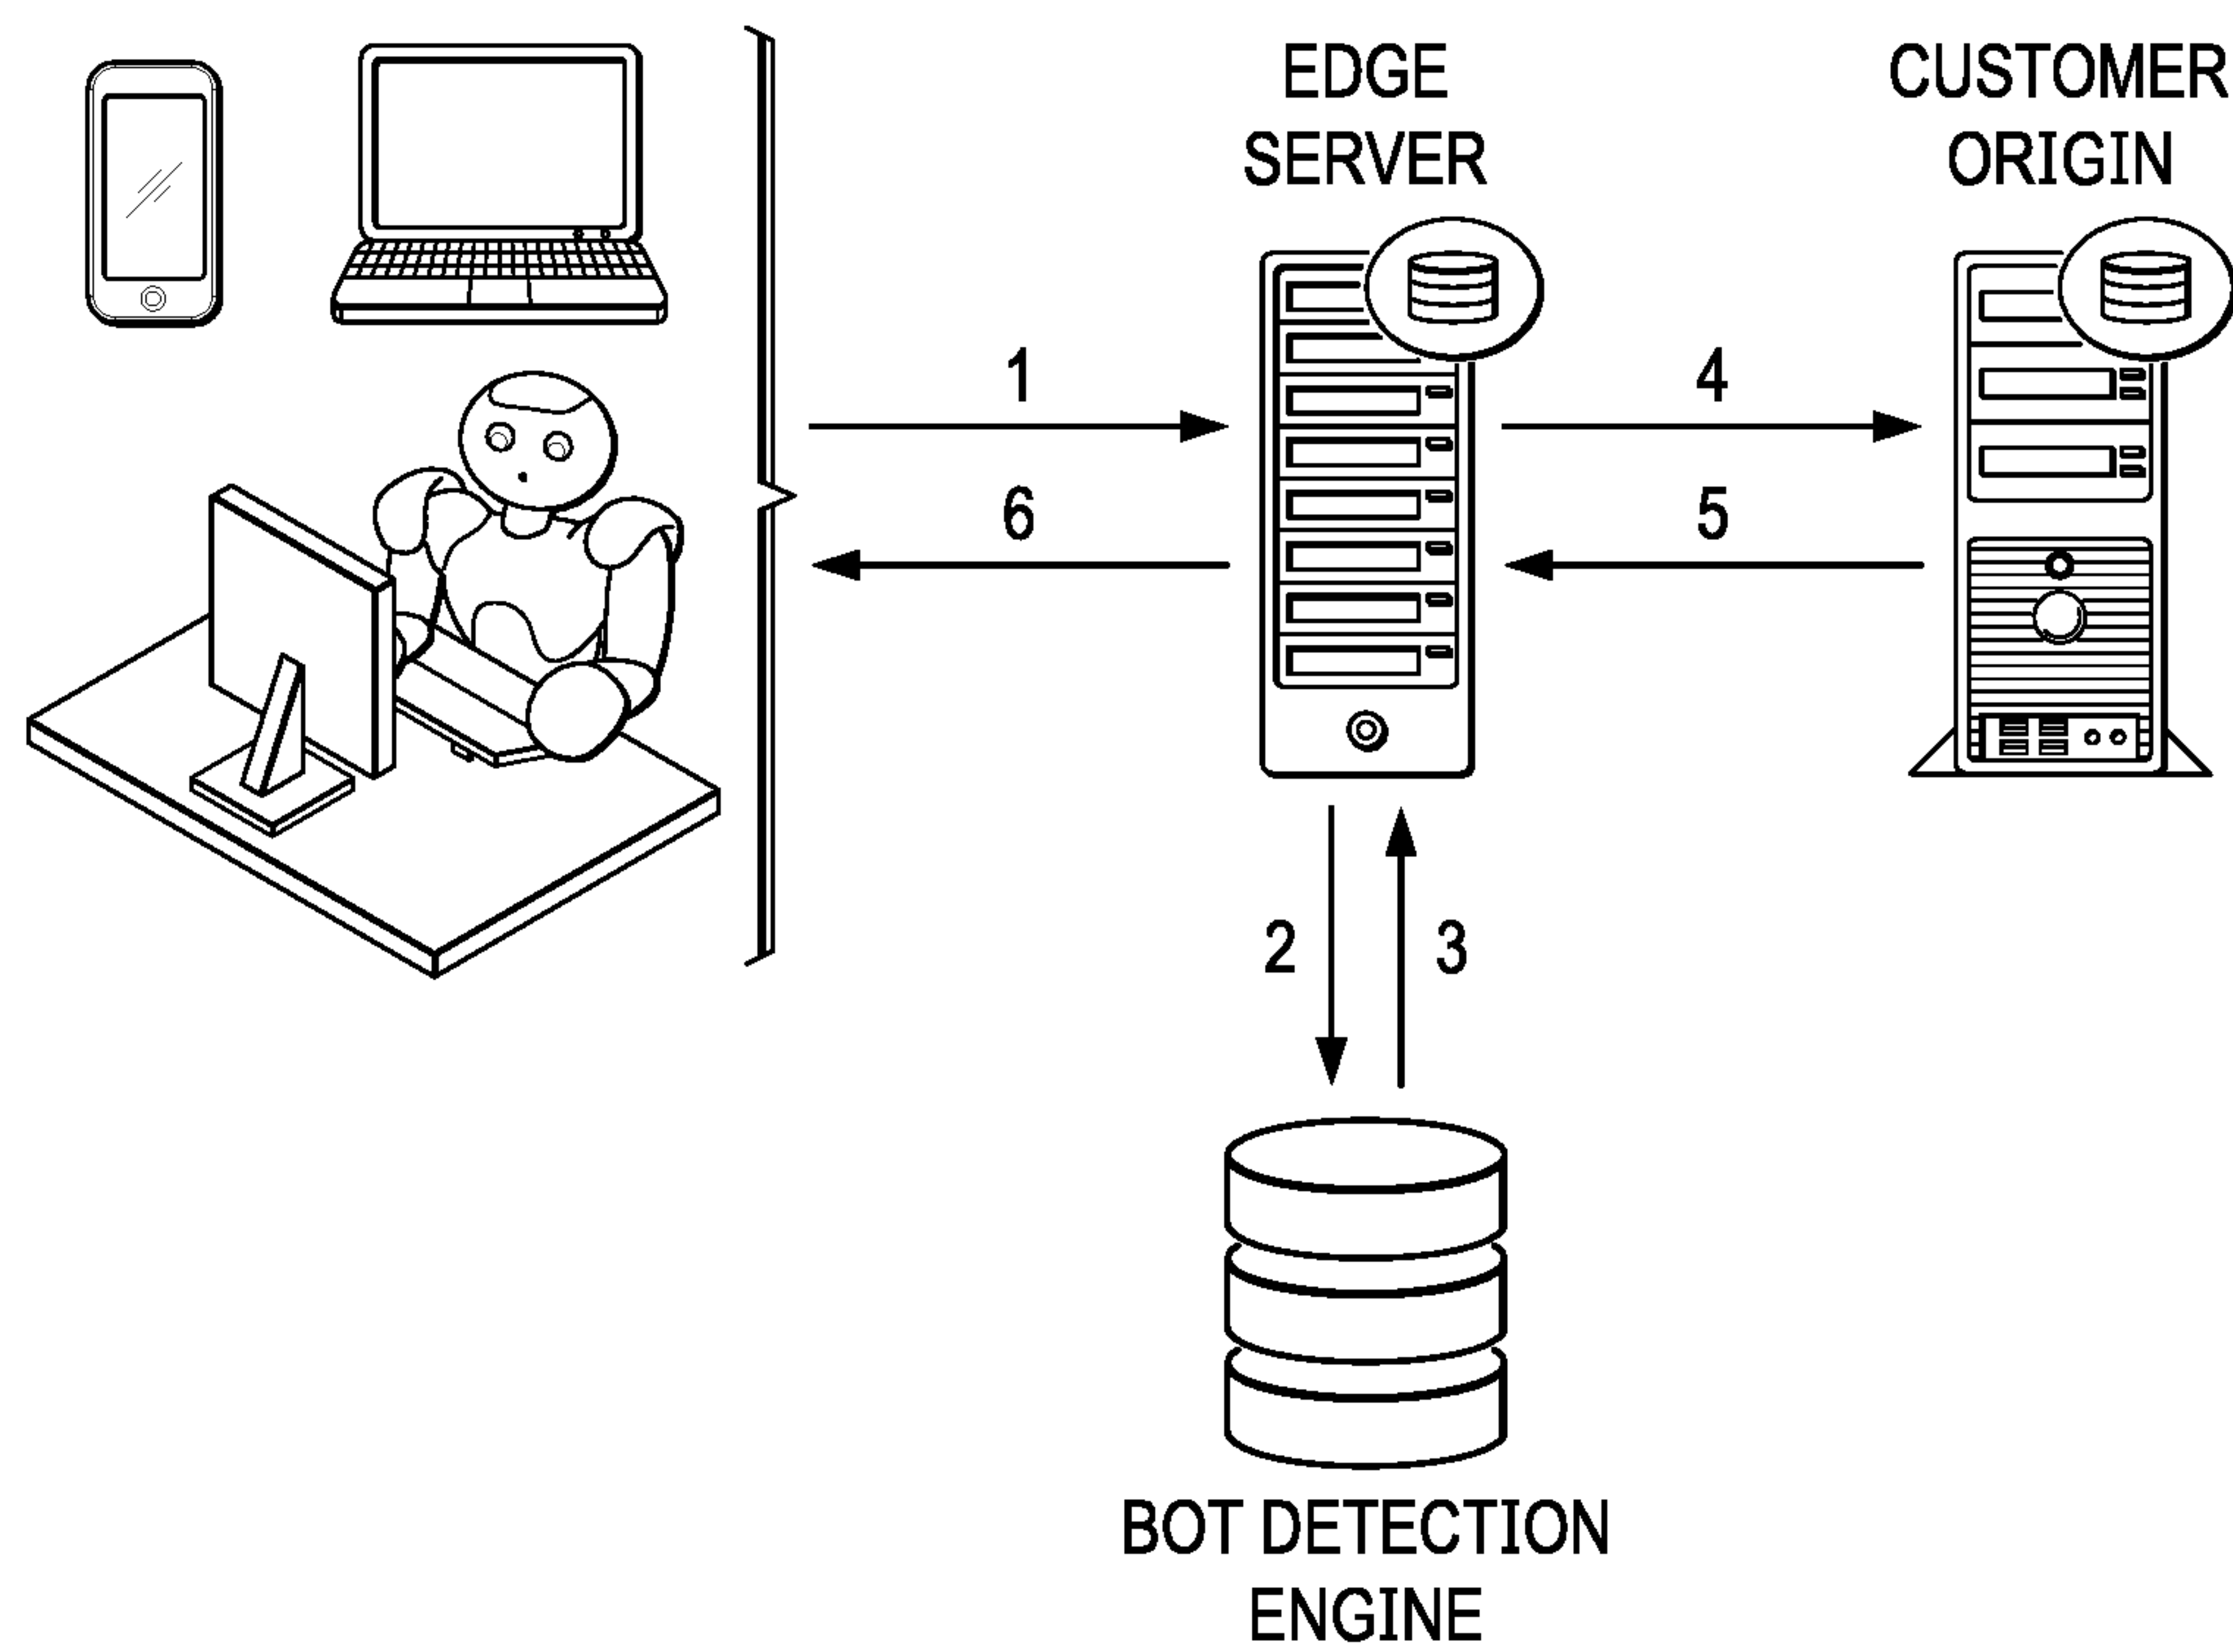 EDGE
SERVER
CUSTOMER
ORIGIN
1
4
6
5
2
3
BOT DETECTION
ENGINE